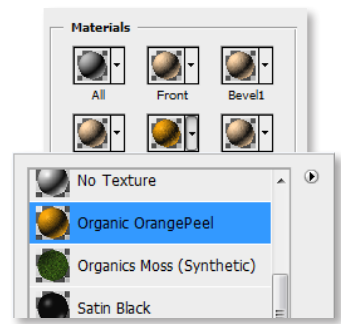 Materials
All Front Bevel1
No Texture
Organic OrangePeel
Organics Moss (Synthetic)
Satin Black